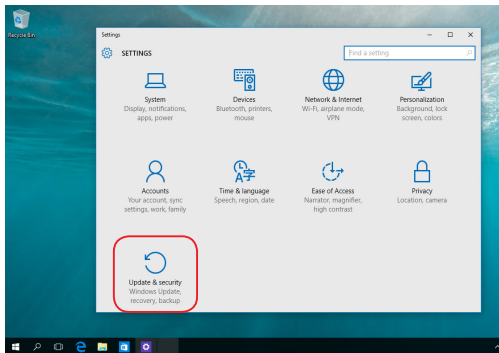 Recycle Bin
Settings
SETTINGS
Find a setting
System
Display, notifications,
apps, power
Devices
Bluetooth, printers,
mouse
Network & Internet
Wi-Fi, airplane mode,
VPN
Personalization
Background, lock
screen, colors
Accounts
Your account, sync
settings, work, family
Time & language
Speech, region, date
Ease of Access
Narrator, magnifier,
high contrast
Privacy
Location, camera
Update & security
Windows Update,
recovery, backup